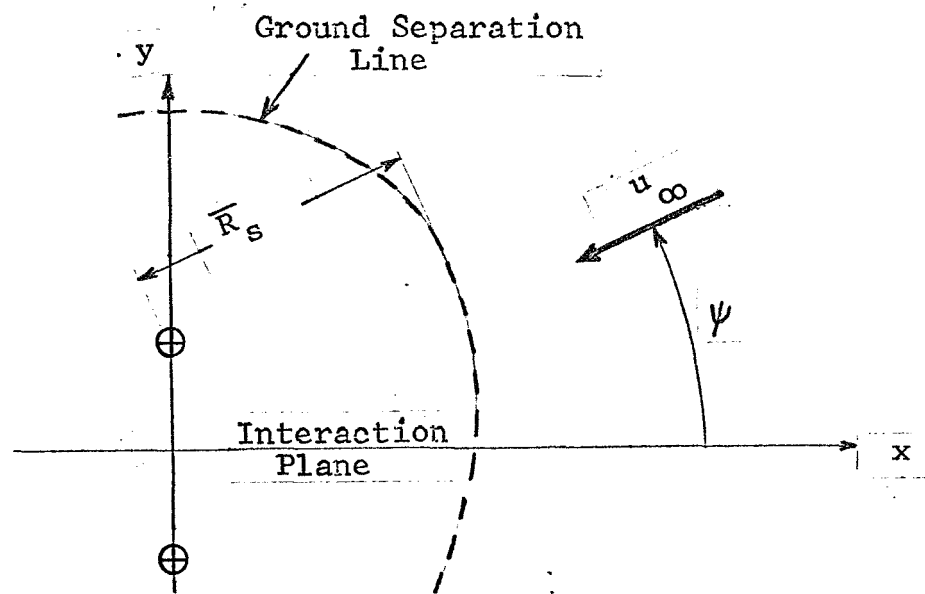 Ground Separation
Line
y
u∞
R̅s
ψ
Interaction
Plane
x